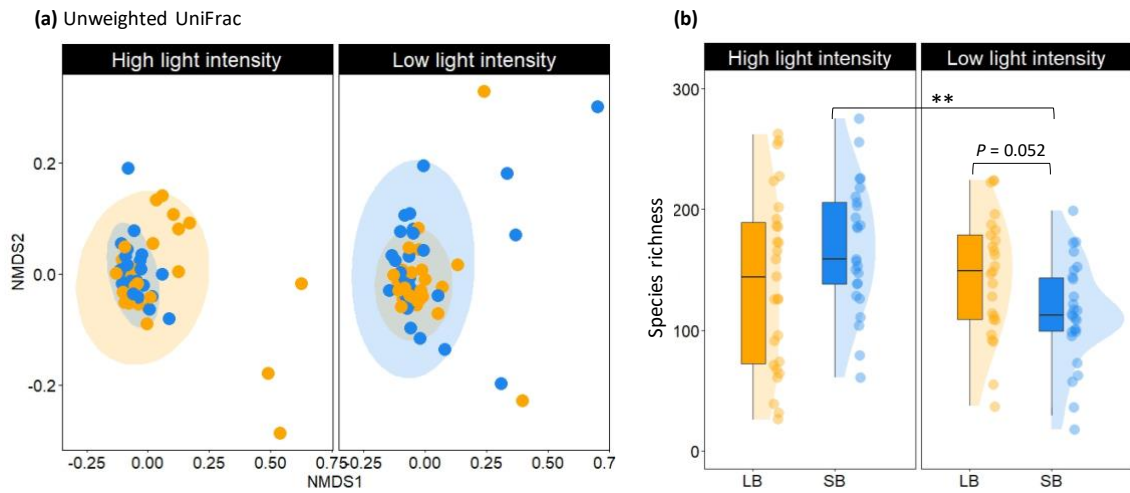 (a) Unweighted UniFrac
High light intensity
Low light intensity
NMDS2
0.2
0.0
-0.2
-0.25
0.00
0.25
0.50
0.75
-0.25
0.00
0.25
0.50
0.7
NMDS1
(b)
High light intensity
Low light intensity
Species richness
300
200
100
0
**
P = 0.052
LB
SB
LB
SB